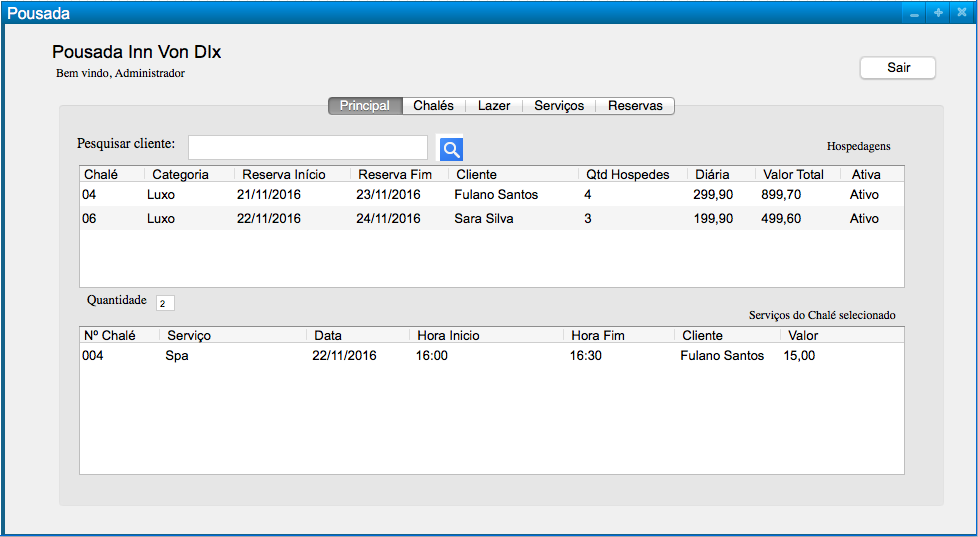 Pousada
Pousada Inn Von DIx
Bem vindo, Administrador
Sair
Principal Chalés Lazer Serviços Reservas
Pesquisar cliente:
Hospedagens
Chalé Categoria Reserva Início Reserva Fim Cliente Qtd Hospedes Diária Valor Total Ativa
04 Luxo 21/11/2016 23/11/2016 Fulano Santos 4 299,90 899,70 Ativo
06 Luxo 22/11/2016 24/11/2016 Sara Silva 3 199,90 499,60 Ativo
Quantidade 2
Serviços do Chalé selecionado
Nº Chalé Serviço Data Hora Inicio Hora Fim Cliente Valor
004 Spa 22/11/2016 16:00 16:30 Fulano Santos 15,00